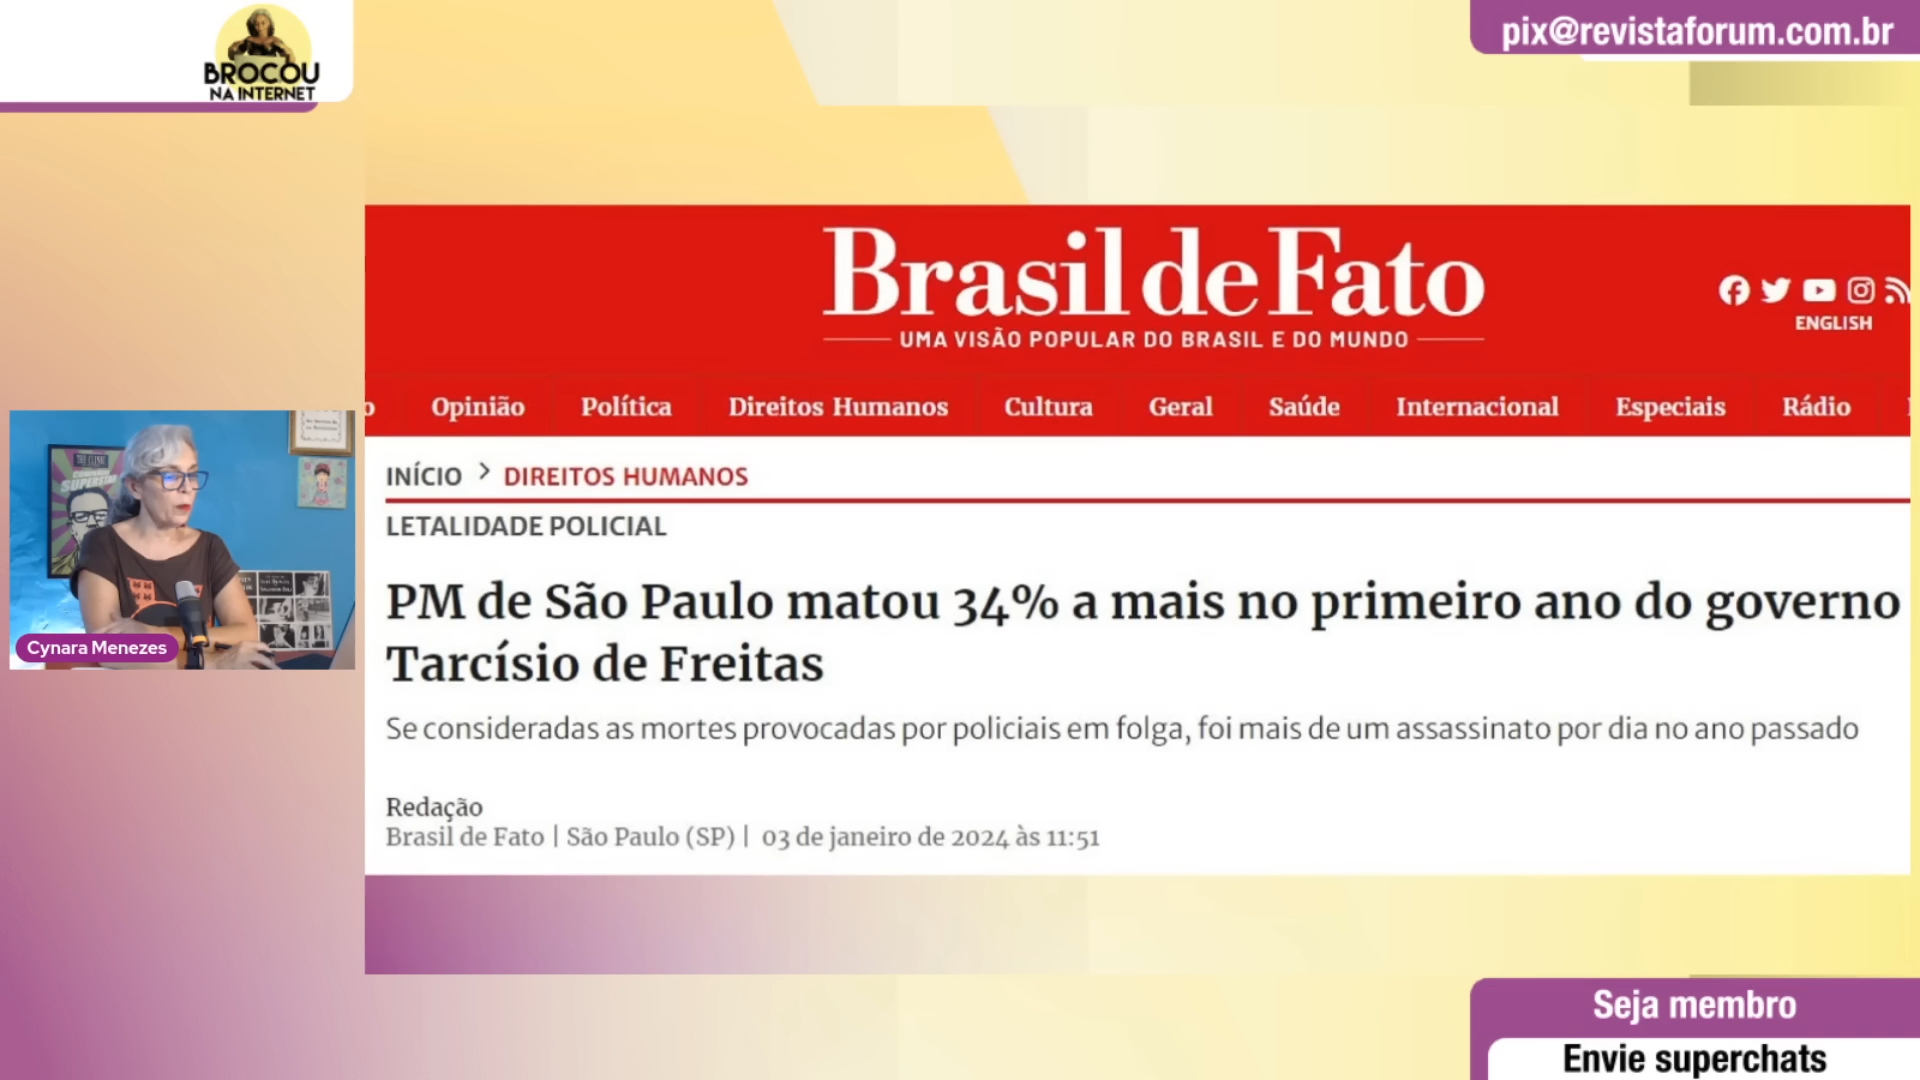 BROCOU
NA INTERNET
pix@revistaforum.com.br
Brasil de Fato
UMA VISÃO POPULAR DO BRASIL E DO MUNDO
ENGLISH
Opinião Política Direitos Humanos Cultura Geral Saúde Internacional Especiais Rádio
INÍCIO > DIREITOS HUMANOS
LETALIDADE POLICIAL
PM de São Paulo matou 34% a mais no primeiro ano do governo
Tarcísio de Freitas
Se consideradas as mortes provocadas por policiais em folga, foi mais de um assassinato por dia no ano passado
Redação
Brasil de Fato | São Paulo (SP) | 03 de janeiro de 2024 às 11:51
SUPERSTAR
Cynara Menezes
Seja membro
Envie superchats